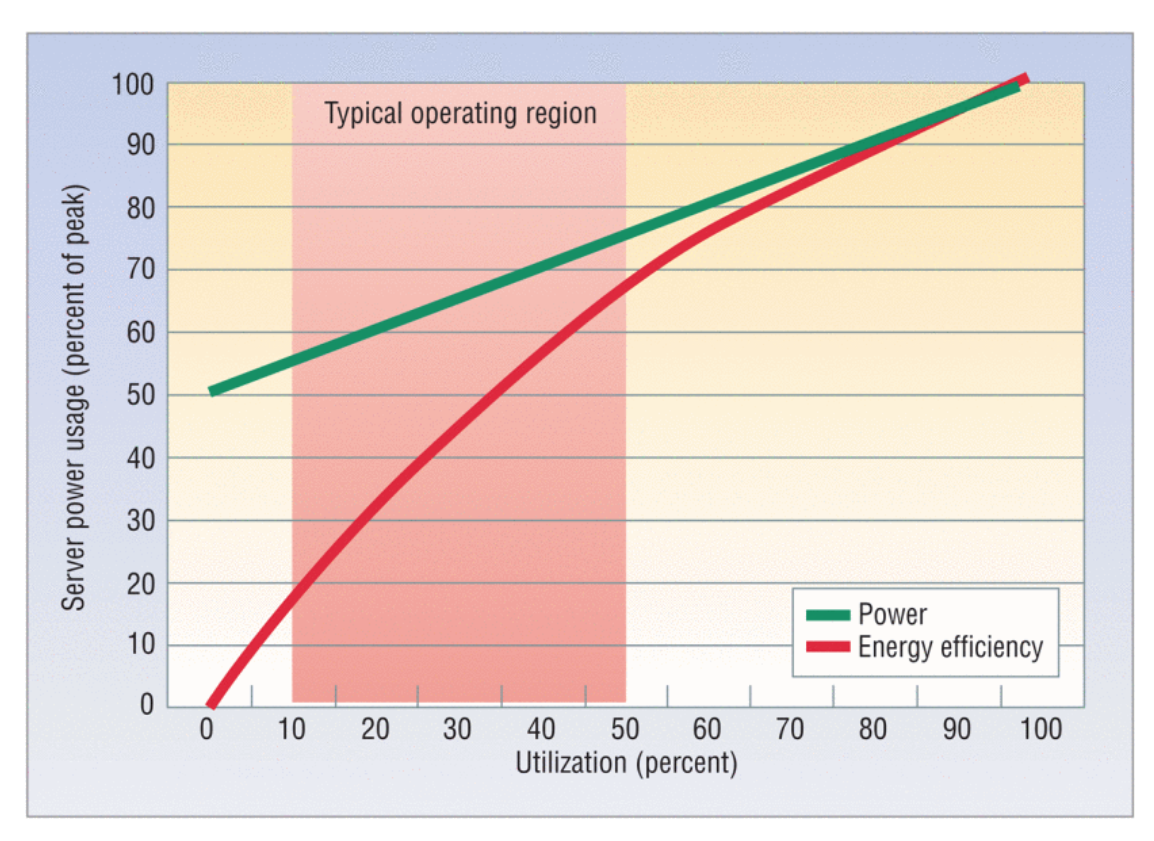 Server power usage (percent of peak)
100
90
80
70
60
50
40
30
20
10
0
Typical operating region
Power
Energy efficiency
0 10 20 30 40 50 60 70 80 90 100
Utilization (percent)